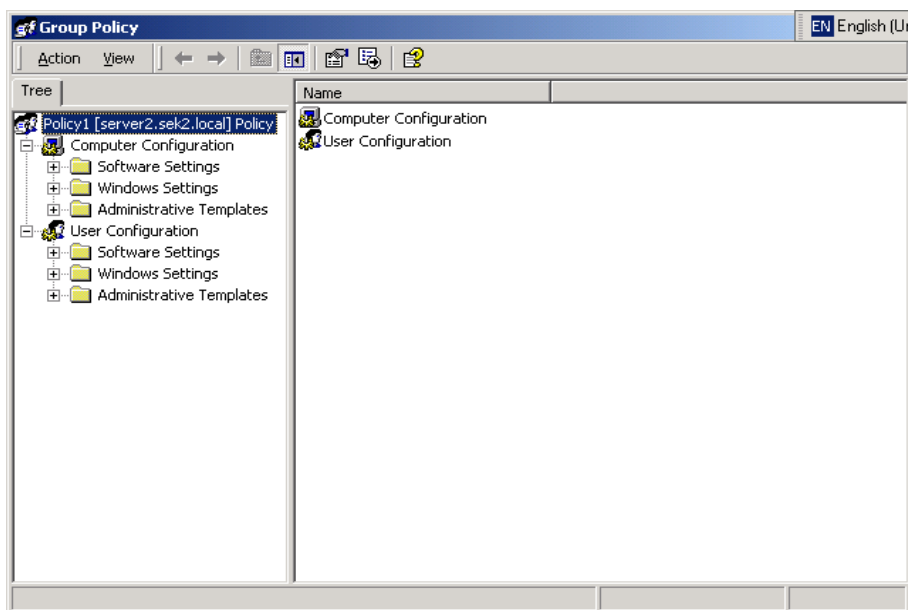 Group Policy
EN English (Un
Action View
Tree
Name
Policy1 [server2.sek2.local] Policy
Computer Configuration
Software Settings
Windows Settings
Administrative Templates
User Configuration
Software Settings
Windows Settings
Administrative Templates
Computer Configuration
User Configuration